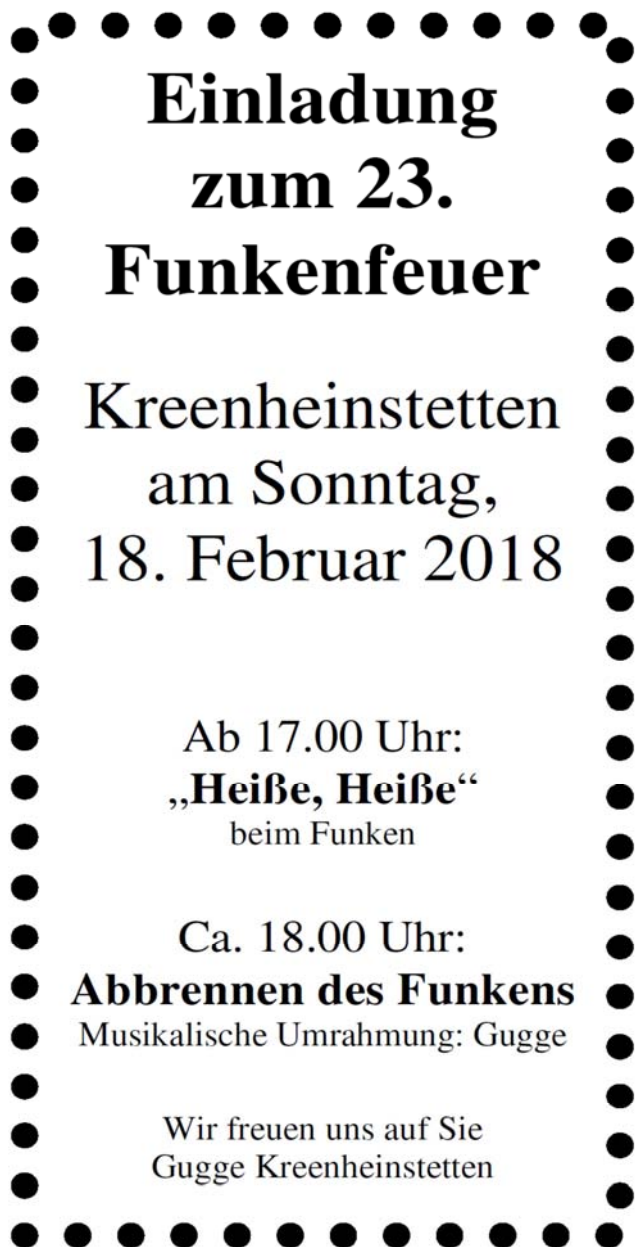 Einladung
zum 23.
Funkenfeuer
Kreenheinstetten
am Sonntag,
18. Februar 2018
Ab 17.00 Uhr:
„Heiße, Heiße“
beim Funken
Ca. 18.00 Uhr:
Abbrennen des Funkens
Musikalische Umrahmung: Gugge
Wir freuen uns auf Sie
Gugge Kreenheinstetten